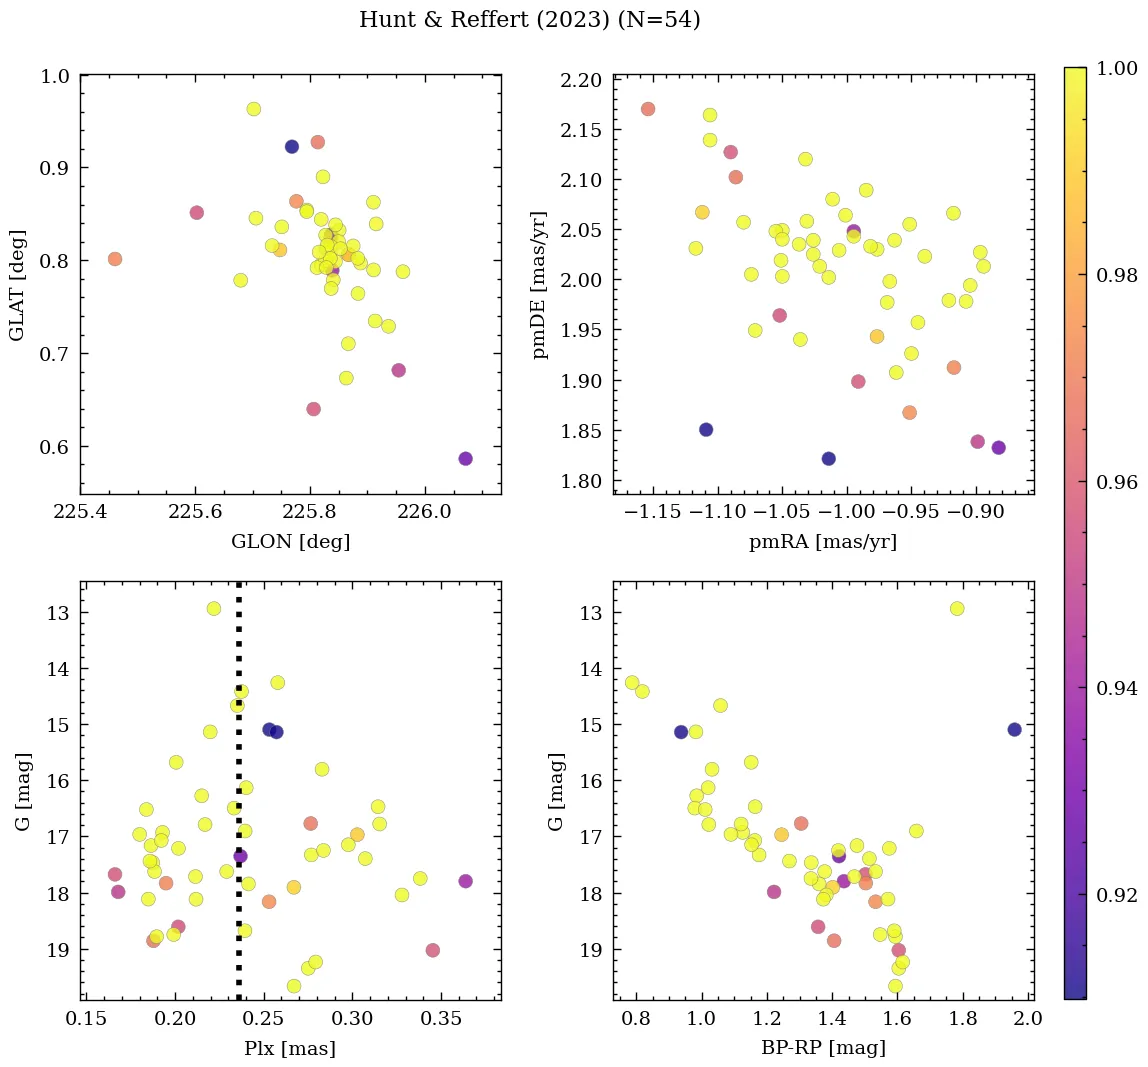 Hunt & Reffert (2023) (N=54)
1.0
0.9
0.8
0.7
0.6
GLAT [deg]
225.4 225.6 225.8 226.0
GLON [deg]
2.20
2.15
2.10
2.05
2.00
1.95
1.90
1.85
1.80
pmDE [mas/yr]
−1.15 −1.10 −1.05 −1.00 −0.95 −0.90
pmRA [mas/yr]
13
14
15
16
17
18
19
G [mag]
0.15 0.20 0.25 0.30 0.35
Plx [mas]
13
14
15
16
17
18
19
G [mag]
0.8 1.0 1.2 1.4 1.6 1.8 2.0
BP-RP [mag]
1.00
0.98
0.96
0.94
0.92